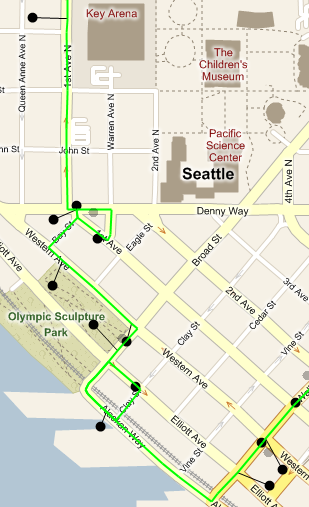 Key Arena
1st Ave N
Queen Anne Ave N
The
Children's
Museum
Warren Ave N
2nd Ave N
John St
Pacific
Science
Center
Seattle
4th Ave N
Denny Way
Bay St
1st Ave
Eagle St
Broad St
Western Ave
Elliott Ave
2nd Ave
3rd Ave
Cedar St
Olympic Sculpture
Park
Clay St
Vine St
Western Ave
Clay St
Elliott Ave
Alaskan Way
Vine St
Western
Elliott Ave